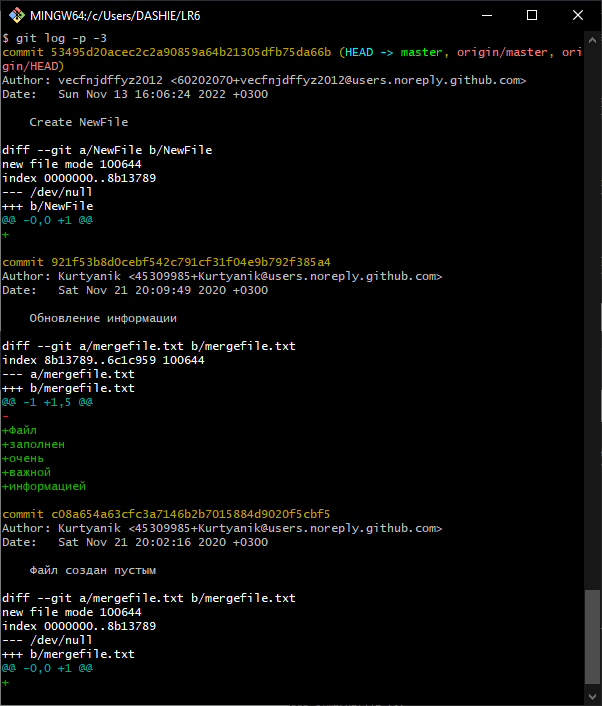 MINGW64:/c/Users/DASHIE/LR6
$ git log -p -3
commit 53495d20acec2c2a90859a64b21305dfb75da66b (HEAD -> master, origin/master, ori
gin/HEAD)
Author: vecfnjdffyz2012 <60202070+vecfnjdffyz2012@users.noreply.github.com>
Date:   Sun Nov 13 16:06:24 2022 +0300
    Create NewFile
diff --git a/NewFile b/NewFile
new file mode 100644
index 0000000..8b13789
--- /dev/null
+++ b/NewFile
@@ -0,0 +1 @@
+
commit 921f53b8d0cebf542c791cf31f04e9b792f385a4
Author: Kurtyanik <45309985+Kurtyanik@users.noreply.github.com>
Date:   Sat Nov 21 20:09:49 2020 +0300
    Обновление информации
diff --git a/mergefile.txt b/mergefile.txt
index 8b13789..6c1c959 100644
--- a/mergefile.txt
+++ b/mergefile.txt
@@ -1 +1,5 @@
-
+Файл
+заполнен
+очень
+важной
+информацией
commit c08a654a63cfc3a7146b2b7015884d9020f5cbf5
Author: Kurtyanik <45309985+Kurtyanik@users.noreply.github.com>
Date:   Sat Nov 21 20:02:16 2020 +0300
    Файл создан пустым
diff --git a/mergefile.txt b/mergefile.txt
new file mode 100644
index 0000000..8b13789
--- /dev/null
+++ b/mergefile.txt
@@ -0,0 +1 @@
+